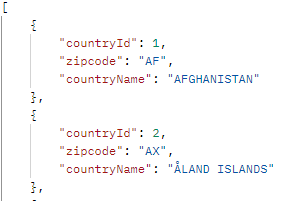 [
{
"countryId": 1,
"zipcode": "AF",
"countryName": "AFGHANISTAN"
},
{
"countryId": 2,
"zipcode": "AX",
"countryName": "ÅLAND ISLANDS"
},